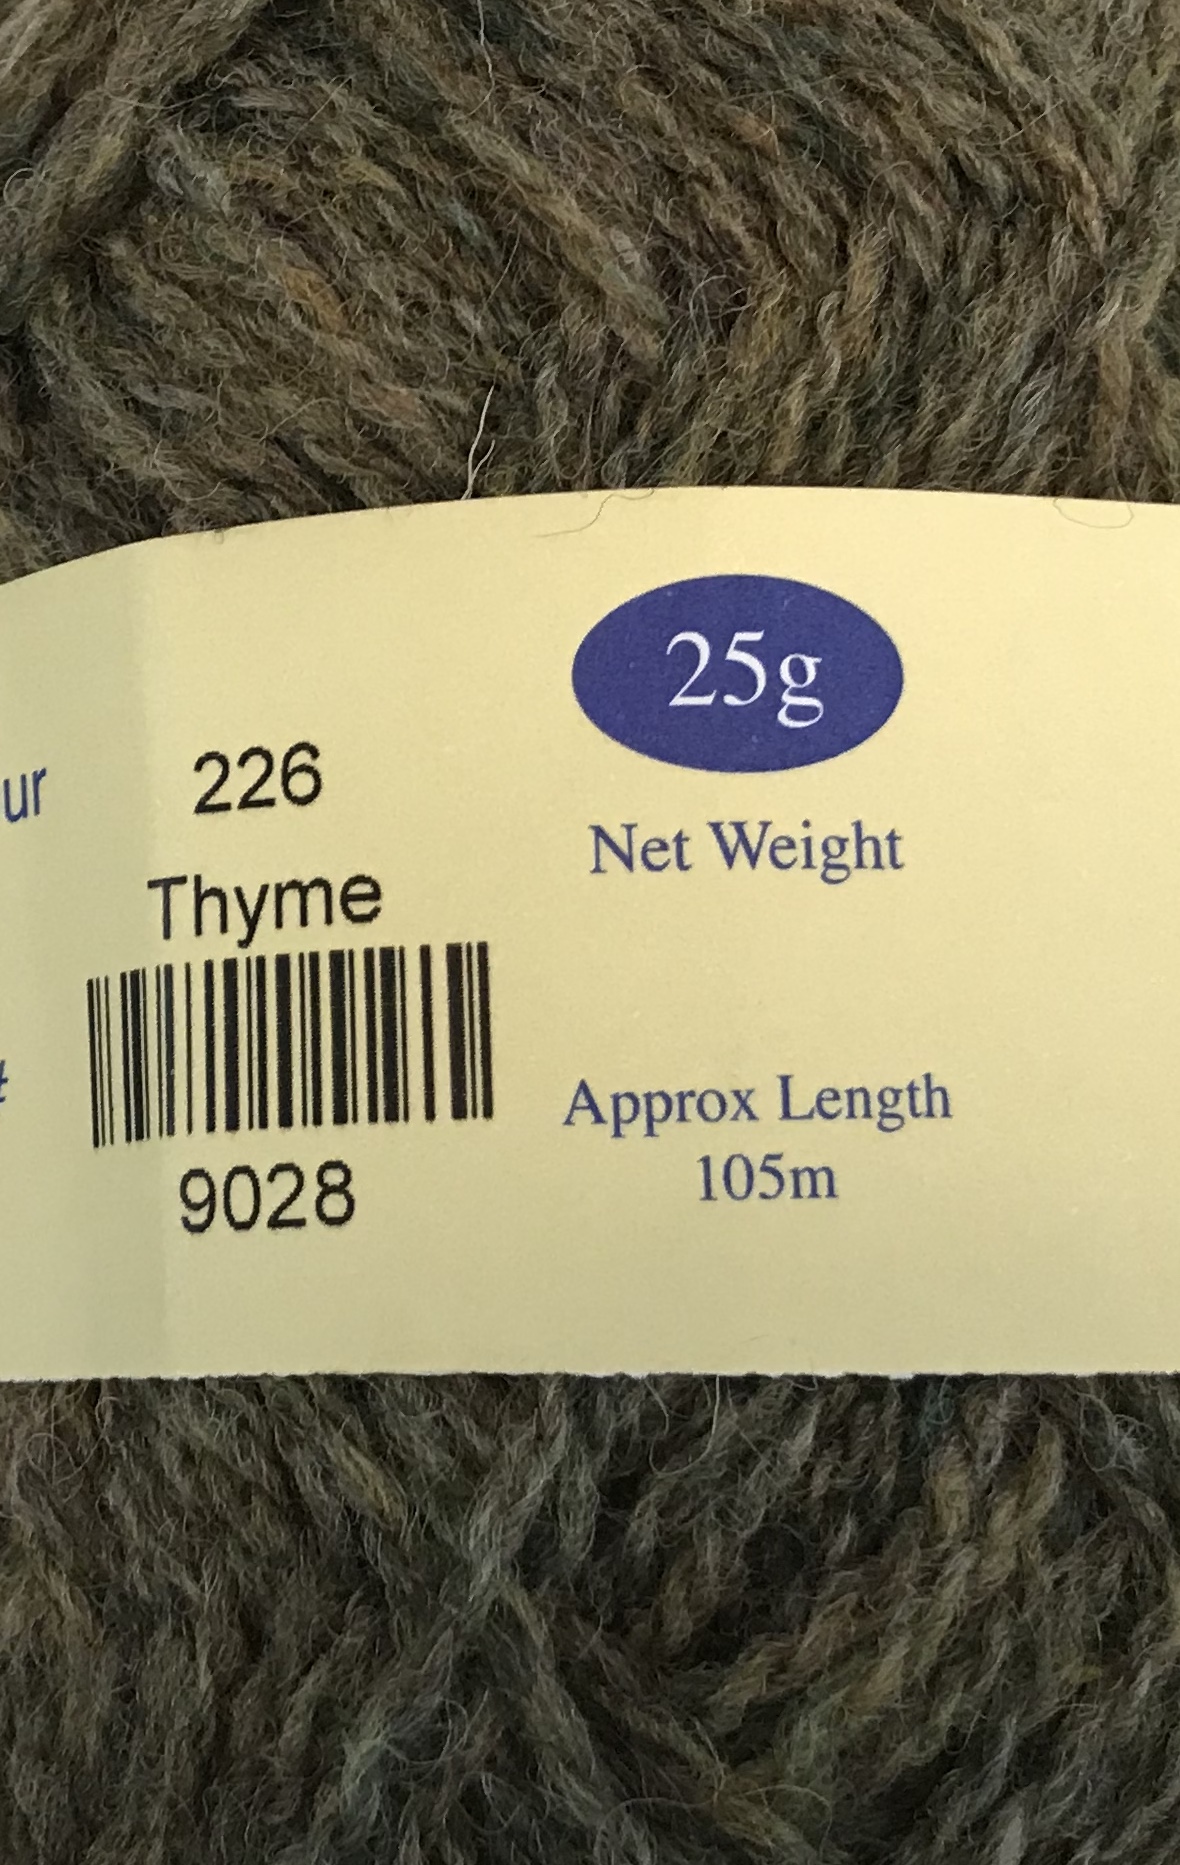 25g
Net Weight
ur 226
Thyme
9028
Approx Length
105m